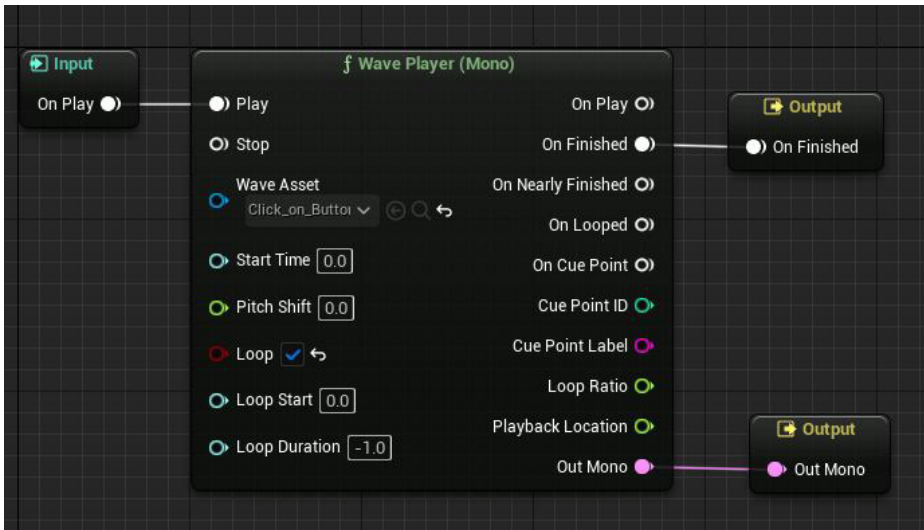 Input
On Play
f Wave Player (Mono)
Play
Stop
Wave Asset
Click_on_Button
Start Time 0.0
Pitch Shift 0.0
Loop
Loop Start 0.0
Loop Duration -1.0
On Play
On Finished
On Nearly Finished
On Looped
On Cue Point
Cue Point ID
Cue Point Label
Loop Ratio
Playback Location
Out Mono
Output
On Finished
Output
Out Mono